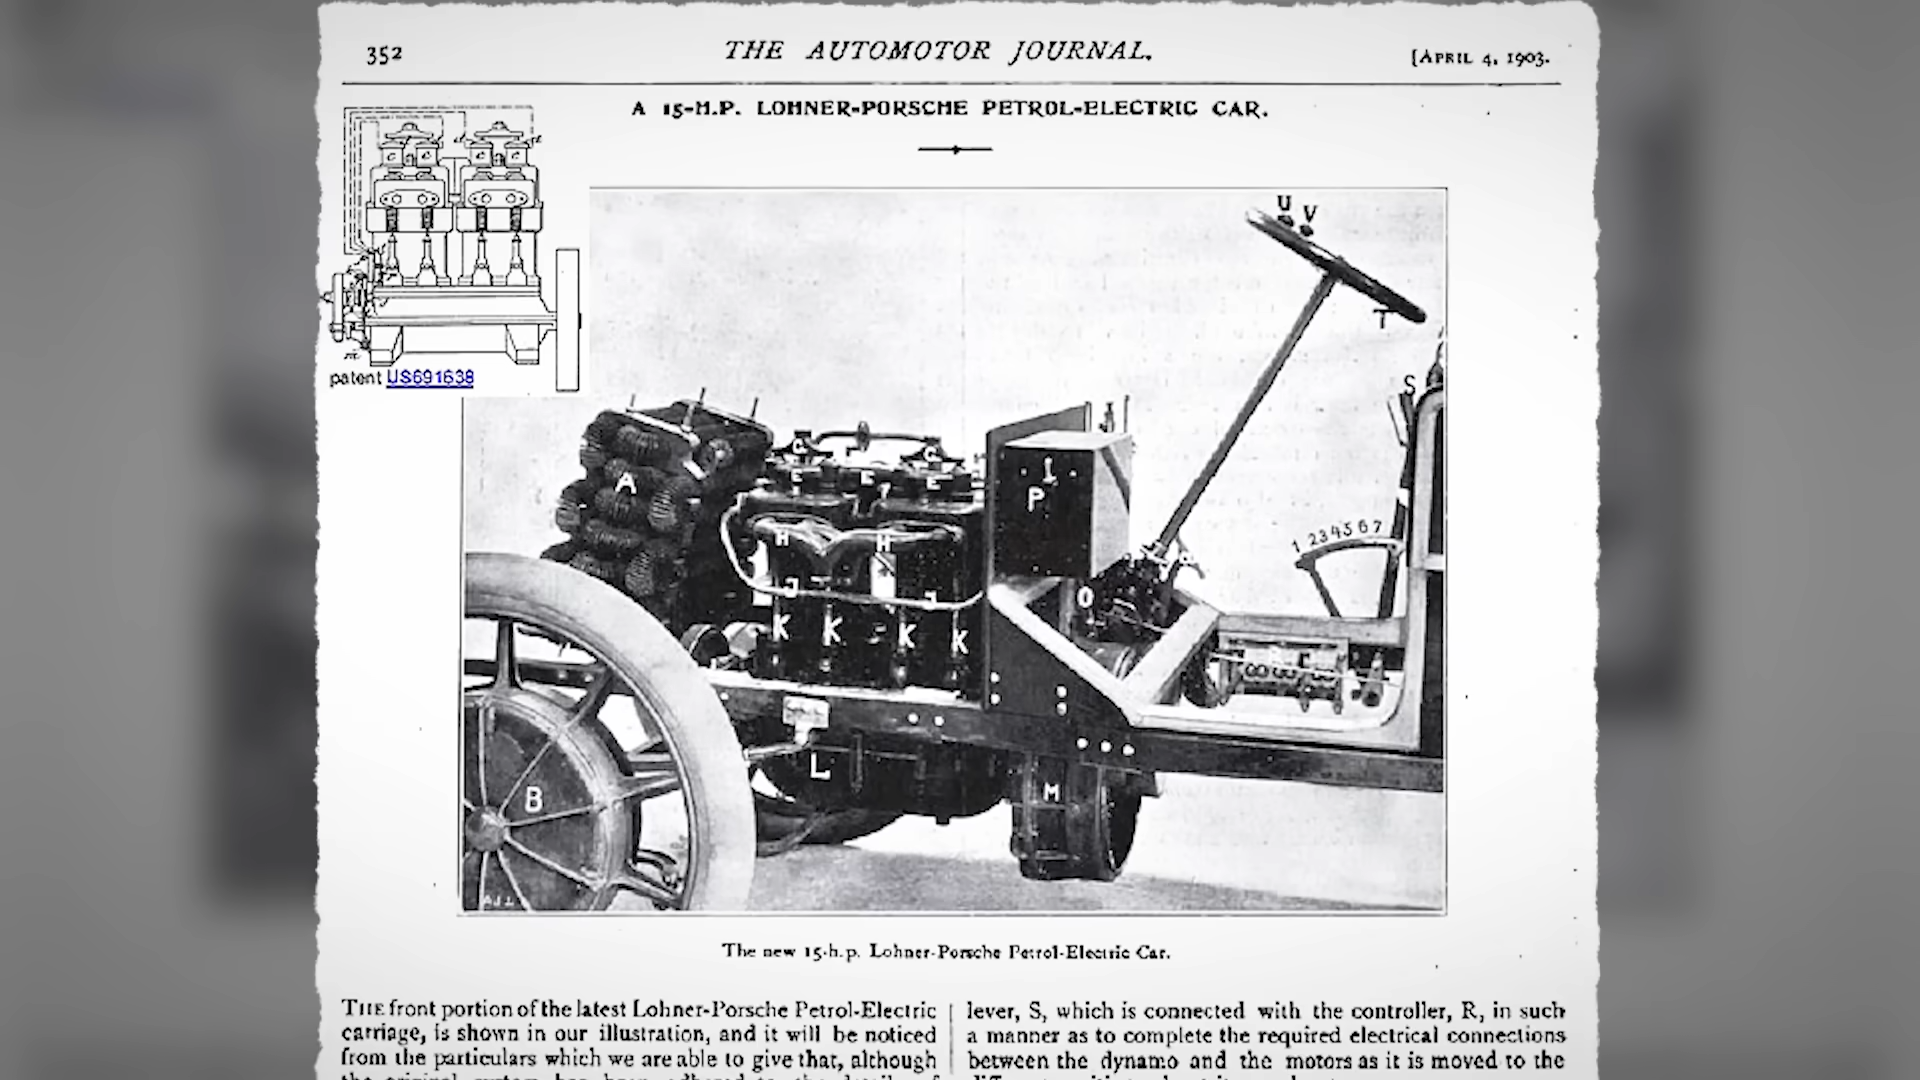 352
THE AUTOMOTOR JOURNAL.
[APRIL 4, 1903.
A 15-H.P. LOHNER-PORSCHE PETROL-ELECTRIC CAR.
patent US691638
U V
T
S
A
C C
E E E
P
H H
1 2 3 4 5 6 7
J J
O
K K K K
L
B
M
The new 15-h.p. Lohner-Porsche Petrol-Electric Car.
THE front portion of the latest Lohner-Porsche Petrol-Electric
carriage, is shown in our illustration, and it will be noticed
from the particulars which we are able to give that, although
lever, S, which is connected with the controller, R, in such
a manner as to complete the required electrical connections
between the dynamo and the motors as it is moved to the